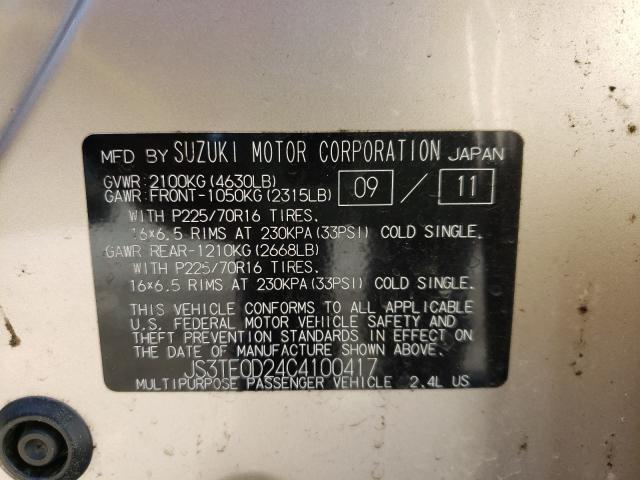 MFD BY SUZUKI MOTOR CORPORATION JAPAN
GVWR:2100KG(4630LB)
GAWR FRONT-1050KG(2315LB) 09 / 11
WITH P225/70R16 TIRES.
16×6.5 RIMS AT 230KPA(33PSI) COLD SINGLE.
GAWR REAR-1210KG(2668LB)
WITH P225/70R16 TIRES.
16×6.5 RIMS AT 230KPA(33PSI) COLD SINGLE.
THIS VEHICLE CONFORMS TO ALL APPLICABLE
U.S. FEDERAL MOTOR VEHICLE SAFETY AND
THEFT PREVENTION STANDARDS IN EFFECT ON
THE DATE OF MANUFACTURE SHOWN ABOVE.
JS3TE0D24C4100417
MULTIPURPOSE PASSENGER VEHICLE 2.4L US